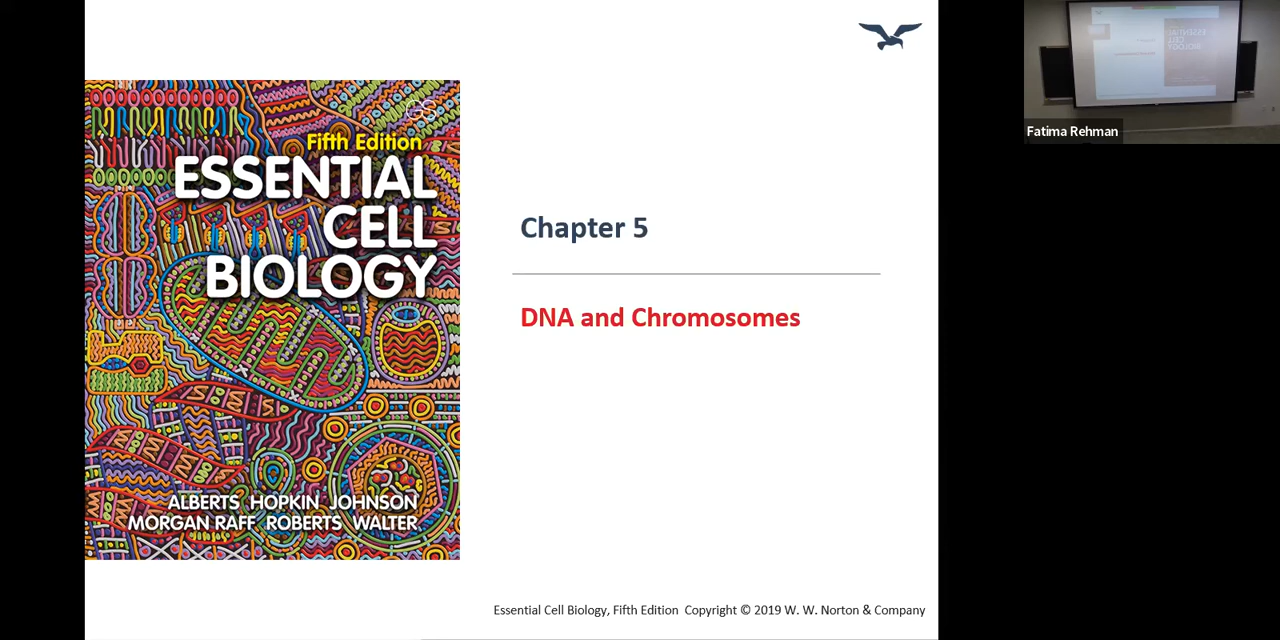 Fifth Edition
ESSENTIAL
CELL
BIOLOGY
ALBERTS HOPKIN JOHNSON
MORGAN RAFF ROBERTS WALTER
Chapter 5
DNA and Chromosomes
Essential Cell Biology, Fifth Edition Copyright © 2019 W. W. Norton & Company
Fatima Rehman